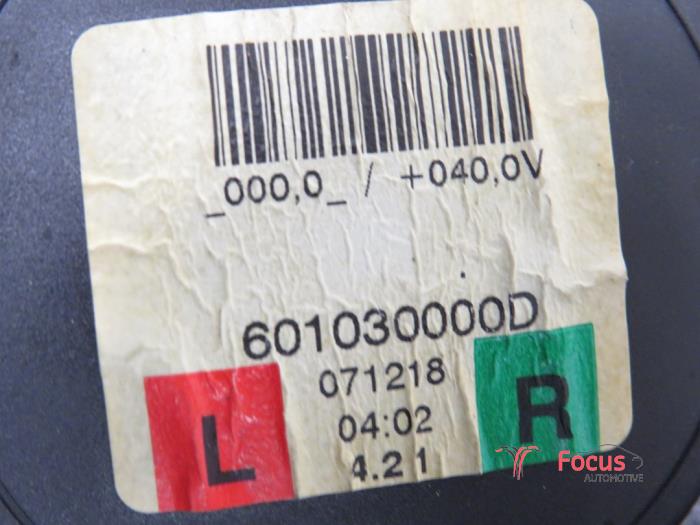 _000,0_ / +040,0V
601030000D
071218
L
R
04:02
4.21
Focus
AUTOMOTIVE